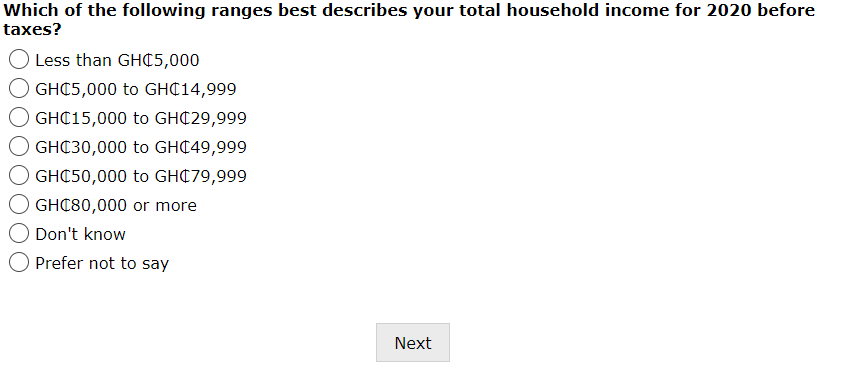 Which of the following ranges best describes your total household income for 2020 before
taxes?
Less than GH₵5,000
GH₵5,000 to GH₵14,999
GH₵15,000 to GH₵29,999
GH₵30,000 to GH₵49,999
GH₵50,000 to GH₵79,999
GH₵80,000 or more
Don't know
Prefer not to say
Next